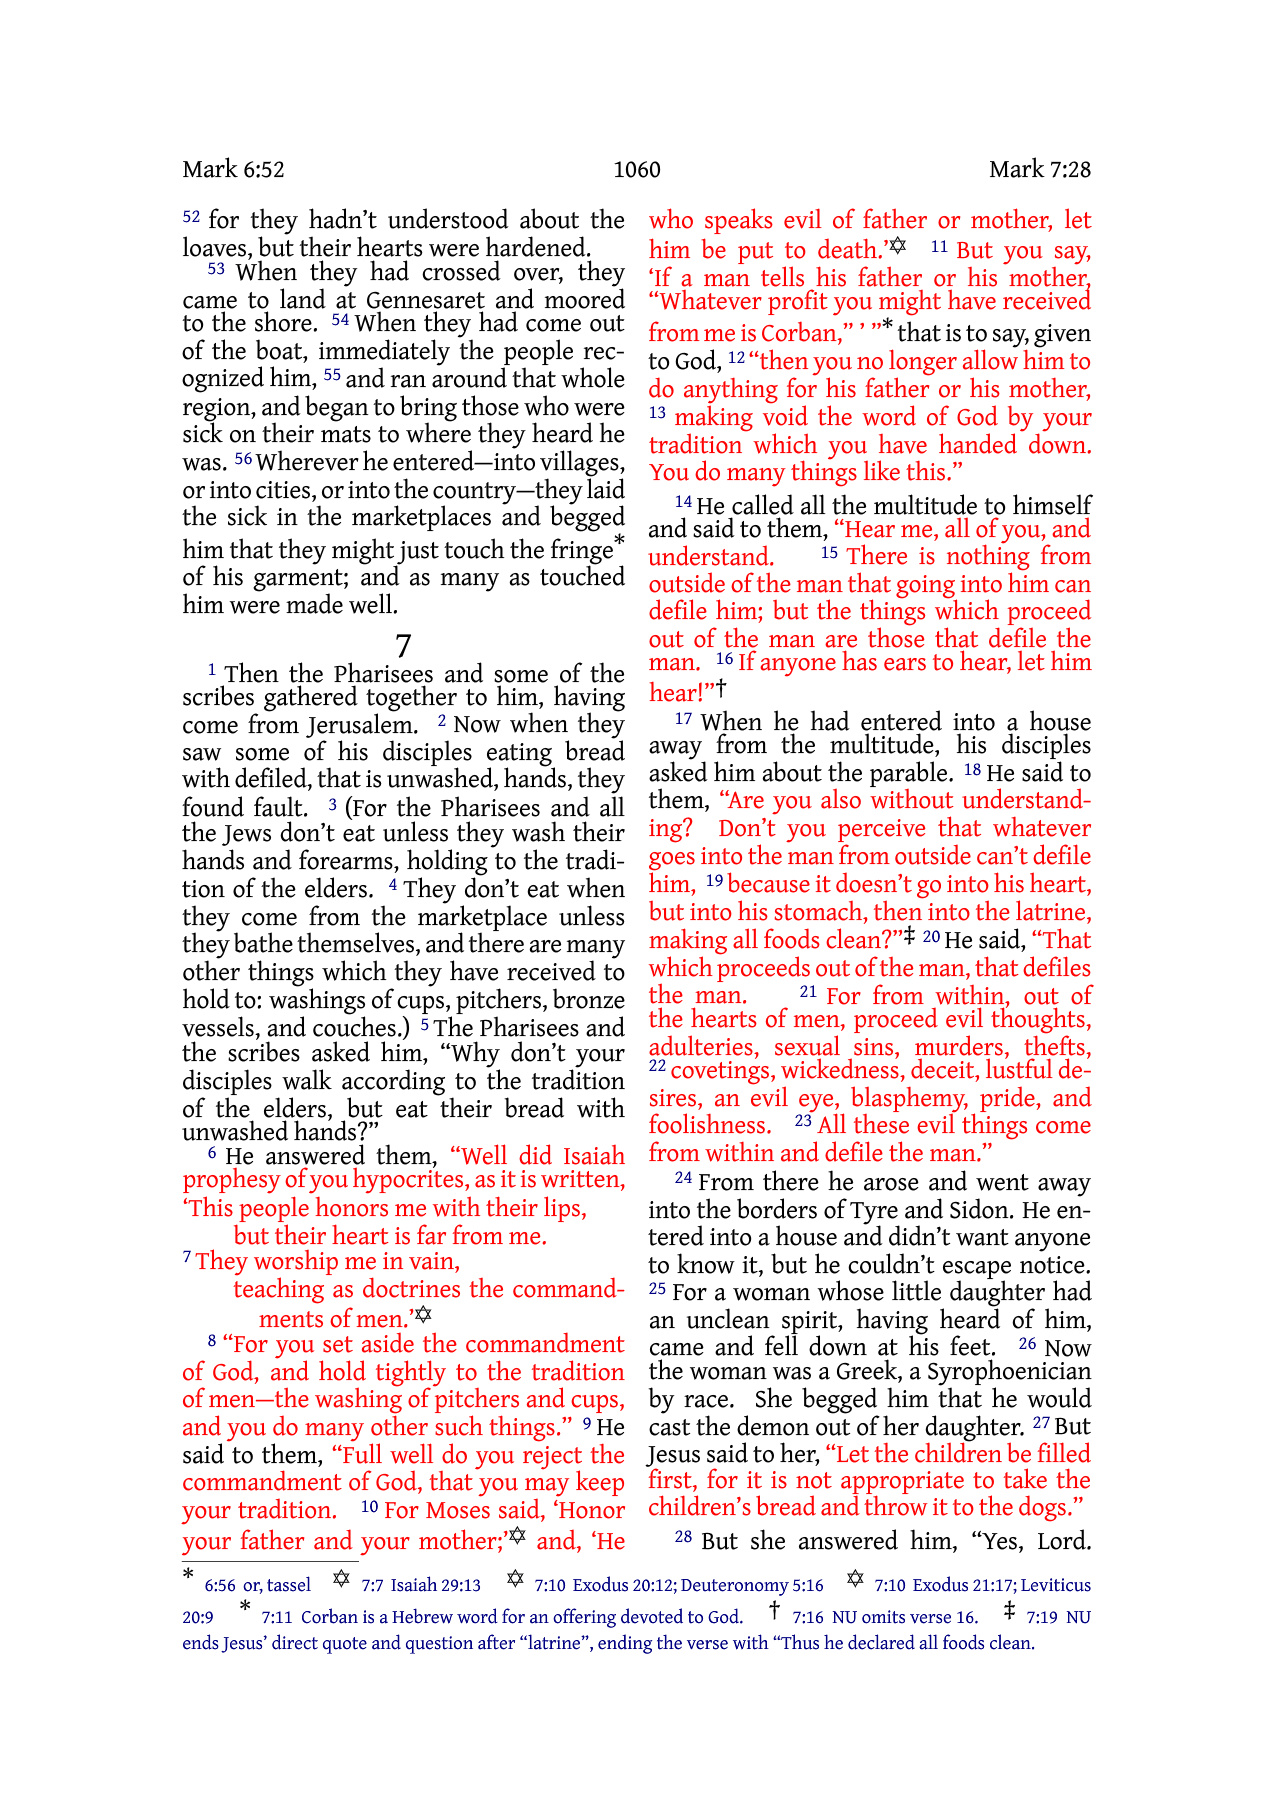 Mark 6:52 1060 Mark 7:28
52 for they hadn’t understood about the
loaves, but their hearts were hardened.
53 When they had crossed over, they
came to land at Gennesaret and moored
to the shore. 54 When they had come out
of the boat, immediately the people rec-
ognized him, 55 and ran around that whole
region, and began to bring those who were
sick on their mats to where they heard he
was. 56 Wherever he entered—into villages,
or into cities, or into the country—they laid
the sick in the marketplaces and begged
him that they might just touch the fringe*
of his garment; and as many as touched
him were made well.
7
1 Then the Pharisees and some of the
scribes gathered together to him, having
come from Jerusalem. 2 Now when they
saw some of his disciples eating bread
with defiled, that is unwashed, hands, they
found fault. 3 (For the Pharisees and all
the Jews don’t eat unless they wash their
hands and forearms, holding to the tradi-
tion of the elders. 4 They don’t eat when
they come from the marketplace unless
they bathe themselves, and there are many
other things which they have received to
hold to: washings of cups, pitchers, bronze
vessels, and couches.) 5 The Pharisees and
the scribes asked him, “Why don’t your
disciples walk according to the tradition
of the elders, but eat their bread with
unwashed hands?”
6 He answered them, “Well did Isaiah
prophesy of you hypocrites, as it is written,
‘This people honors me with their lips,
but their heart is far from me.
7 They worship me in vain,
teaching as doctrines the command-
ments of men.’✡
8 “For you set aside the commandment
of God, and hold tightly to the tradition
of men—the washing of pitchers and cups,
and you do many other such things.” 9 He
said to them, “Full well do you reject the
commandment of God, that you may keep
your tradition. 10 For Moses said, ‘Honor
your father and your mother;’✡ and, ‘He
who speaks evil of father or mother, let
him be put to death.’✡ 11 But you say,
‘If a man tells his father or his mother,
“Whatever profit you might have received
from me is Corban,” ’ ”* that is to say, given
to God, 12 “then you no longer allow him to
do anything for his father or his mother,
13 making void the word of God by your
tradition which you have handed down.
You do many things like this.”
14 He called all the multitude to himself
and said to them, “Hear me, all of you, and
understand. 15 There is nothing from
outside of the man that going into him can
defile him; but the things which proceed
out of the man are those that defile the
man. 16 If anyone has ears to hear, let him
hear!”†
17 When he had entered into a house
away from the multitude, his disciples
asked him about the parable. 18 He said to
them, “Are you also without understand-
ing? Don’t you perceive that whatever
goes into the man from outside can’t defile
him, 19 because it doesn’t go into his heart,
but into his stomach, then into the latrine,
making all foods clean?”‡ 20 He said, “That
which proceeds out of the man, that defiles
the man. 21 For from within, out of
the hearts of men, proceed evil thoughts,
adulteries, sexual sins, murders, thefts,
22 covetings, wickedness, deceit, lustful de-
sires, an evil eye, blasphemy, pride, and
foolishness. 23 All these evil things come
from within and defile the man.”
24 From there he arose and went away
into the borders of Tyre and Sidon. He en-
tered into a house and didn’t want anyone
to know it, but he couldn’t escape notice.
25 For a woman whose little daughter had
an unclean spirit, having heard of him,
came and fell down at his feet. 26 Now
the woman was a Greek, a Syrophoenician
by race. She begged him that he would
cast the demon out of her daughter. 27 But
Jesus said to her, “Let the children be filled
first, for it is not appropriate to take the
children’s bread and throw it to the dogs.”
28 But she answered him, “Yes, Lord.
* 6:56 or, tassel ✡ 7:7 Isaiah 29:13 ✡ 7:10 Exodus 20:12; Deuteronomy 5:16 ✡ 7:10 Exodus 21:17; Leviticus
20:9 * 7:11 Corban is a Hebrew word for an offering devoted to God. † 7:16 NU omits verse 16. ‡ 7:19 NU
ends Jesus’ direct quote and question after “latrine”, ending the verse with “Thus he declared all foods clean.